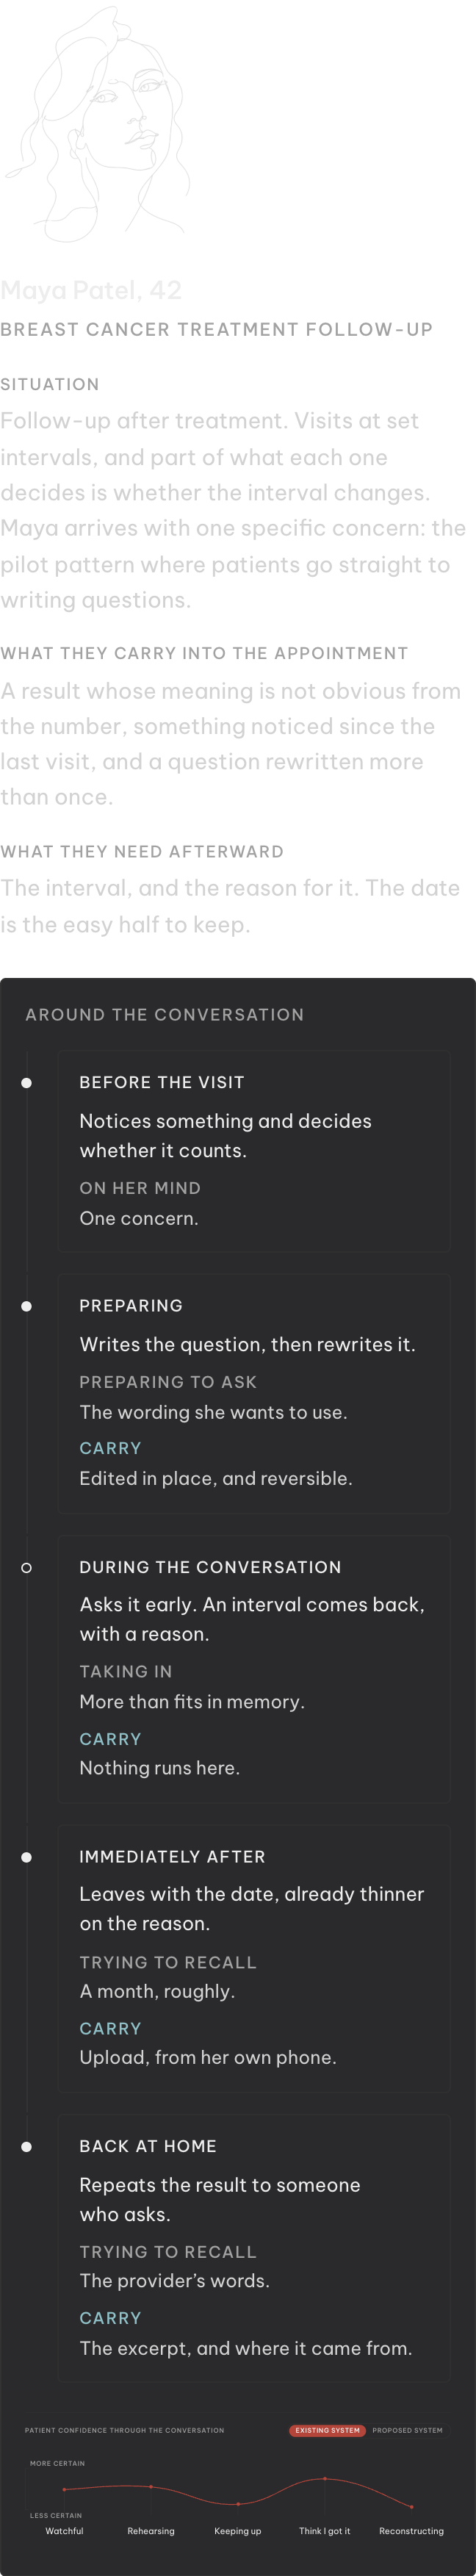 Maya Patel, 42
BREAST CANCER TREATMENT FOLLOW-UP
SITUATION
Follow-up after treatment. Visits at set
intervals, and part of what each one
decides is whether the interval changes.
Maya arrives with one specific concern: the
pilot pattern where patients go straight to
writing questions.
WHAT THEY CARRY INTO THE APPOINTMENT
A result whose meaning is not obvious from
the number, something noticed since the
last visit, and a question rewritten more
than once.
WHAT THEY NEED AFTERWARD
The interval, and the reason for it. The date
is the easy half to keep.
AROUND THE CONVERSATION
BEFORE THE VISIT
Notices something and decides
whether it counts.
ON HER MIND
One concern.
PREPARING
Writes the question, then rewrites it.
PREPARING TO ASK
The wording she wants to use.
CARRY
Edited in place, and reversible.
DURING THE CONVERSATION
Asks it early. An interval comes back,
with a reason.
TAKING IN
More than fits in memory.
CARRY
Nothing runs here.
IMMEDIATELY AFTER
Leaves with the date, already thinner
on the reason.
TRYING TO RECALL
A month, roughly.
CARRY
Upload, from her own phone.
BACK AT HOME
Repeats the result to someone
who asks.
TRYING TO RECALL
The provider’s words.
CARRY
The excerpt, and where it came from.
PATIENT CONFIDENCE THROUGH THE CONVERSATION
EXISTING SYSTEM
PROPOSED SYSTEM
MORE CERTAIN
LESS CERTAIN
Watchful
Rehearsing
Keeping up
Think I got it
Reconstructing